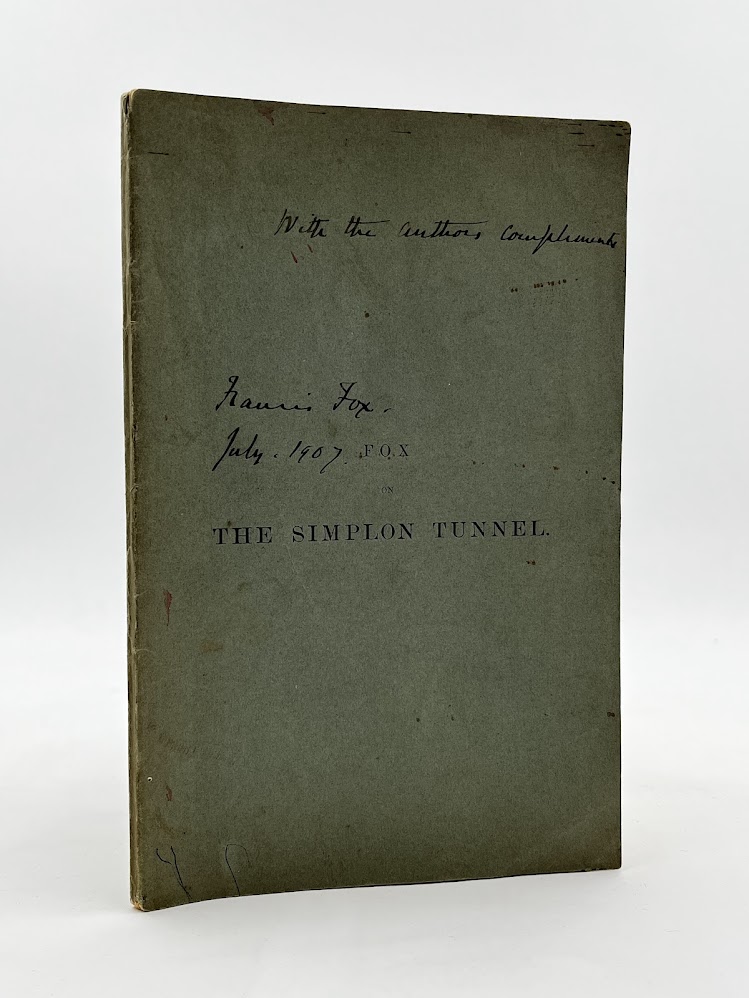 With the authors compliments
Francis Fox.
July. 1907. FOX
ON
THE SIMPLON TUNNEL.